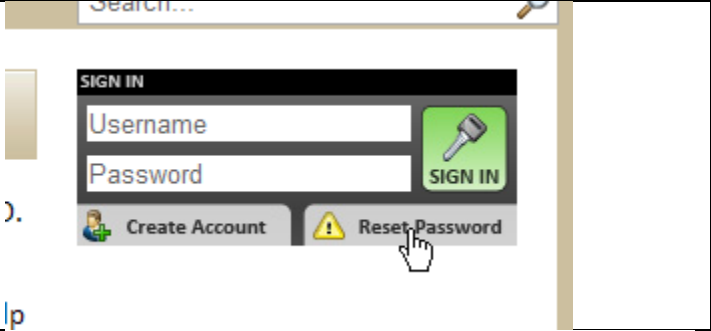 Search...
SIGN IN
Username
Password
SIGN IN
Create Account
Reset Password